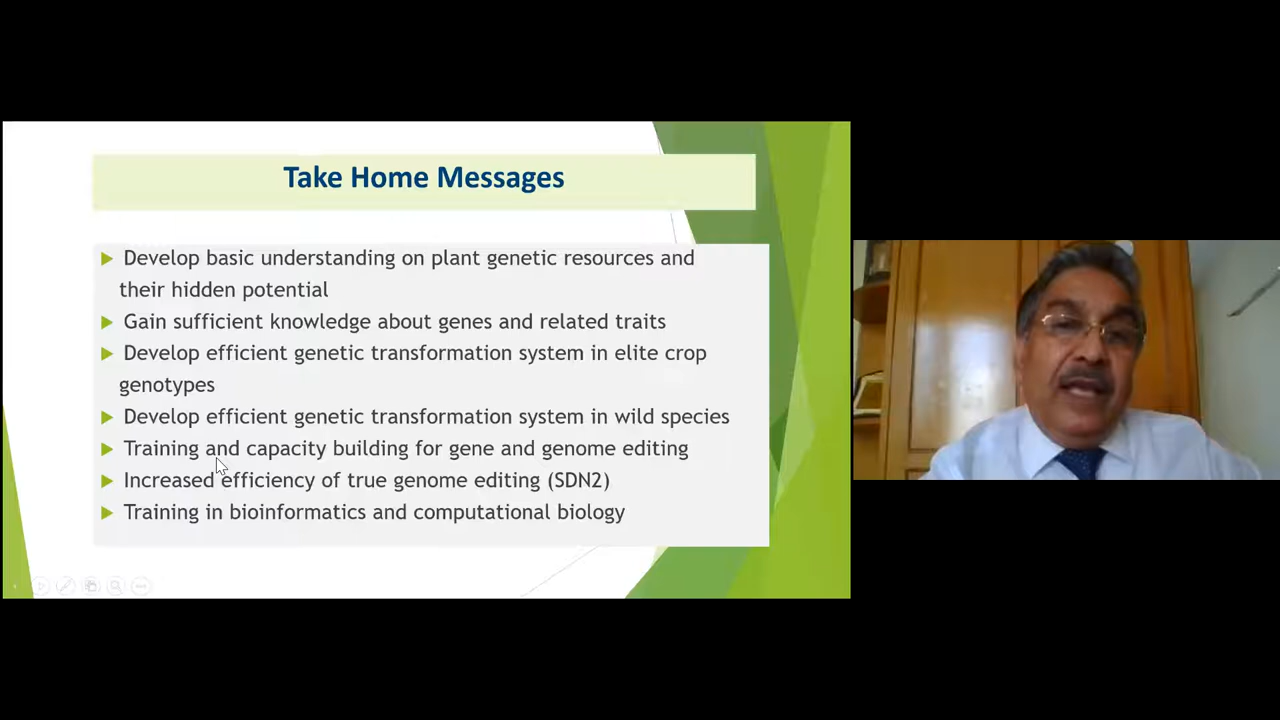 Take Home Messages
Develop basic understanding on plant genetic resources and
their hidden potential
Gain sufficient knowledge about genes and related traits
Develop efficient genetic transformation system in elite crop
genotypes
Develop efficient genetic transformation system in wild species
Training and capacity building for gene and genome editing
Increased efficiency of true genome editing (SDN2)
Training in bioinformatics and computational biology